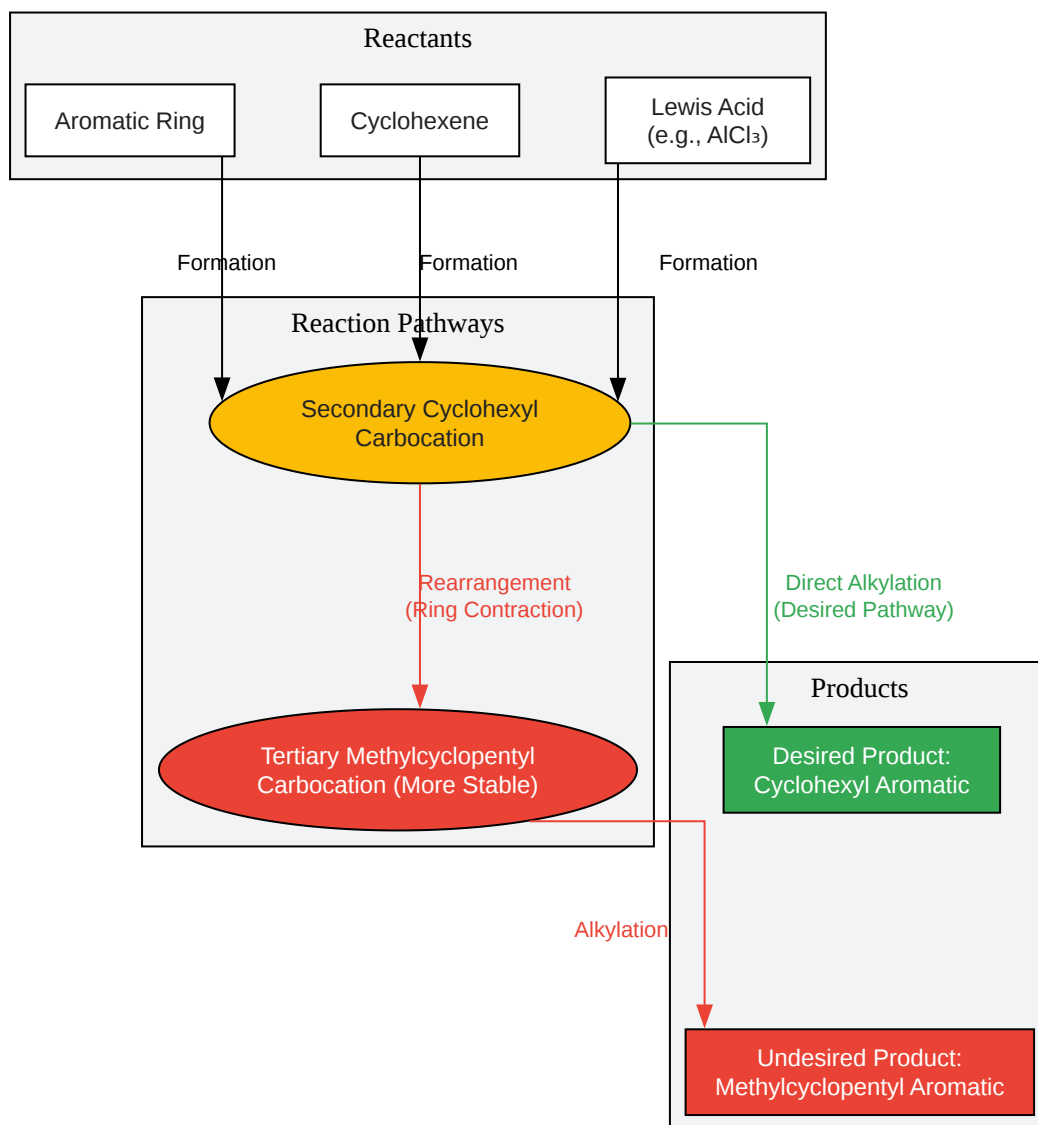 Reactants
Aromatic Ring
Cyclohexene
Lewis Acid
(e.g., AlCl₃)
Formation
Formation
Formation
Reaction Pathways
Secondary Cyclohexyl
Carbocation
Rearrangement
(Ring Contraction)
Direct Alkylation
(Desired Pathway)
Products
Tertiary Methylcyclopentyl
Carbocation (More Stable)
Desired Product:
Cyclohexyl Aromatic
Alkylation
Undesired Product:
Methylcyclopentyl Aromatic